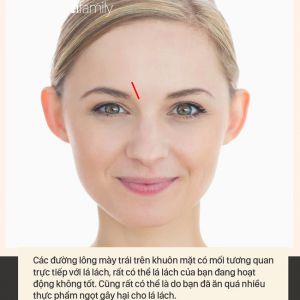 family
Các đường lông mày trái trên khuôn mặt có mối tương quan
trực tiếp với lá lách, rất có thể lá lách của bạn đang hoạt
động không tốt. Cũng rất có thể là do bạn đã ăn quá nhiều
thực phẩm ngọt gây hại cho lá lách.